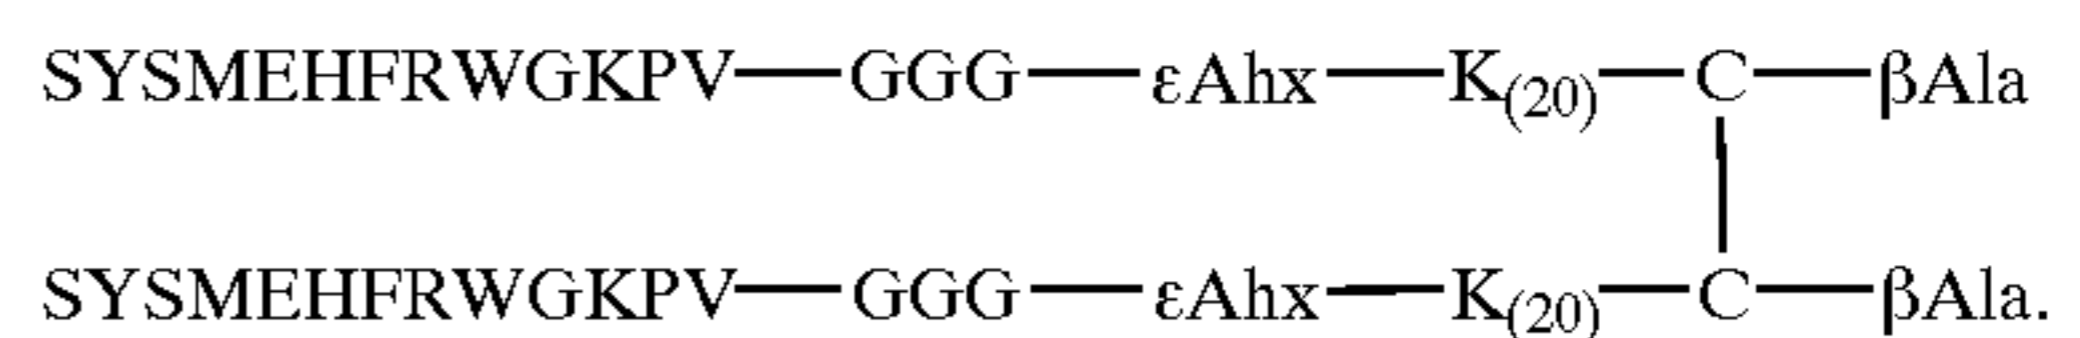 SYSMEHFRWGKPV—GGG—εAhx—K(20)—C—βAla
SYSMEHFRWGKPV—GGG—εAhx—K(20)—C—βAla.